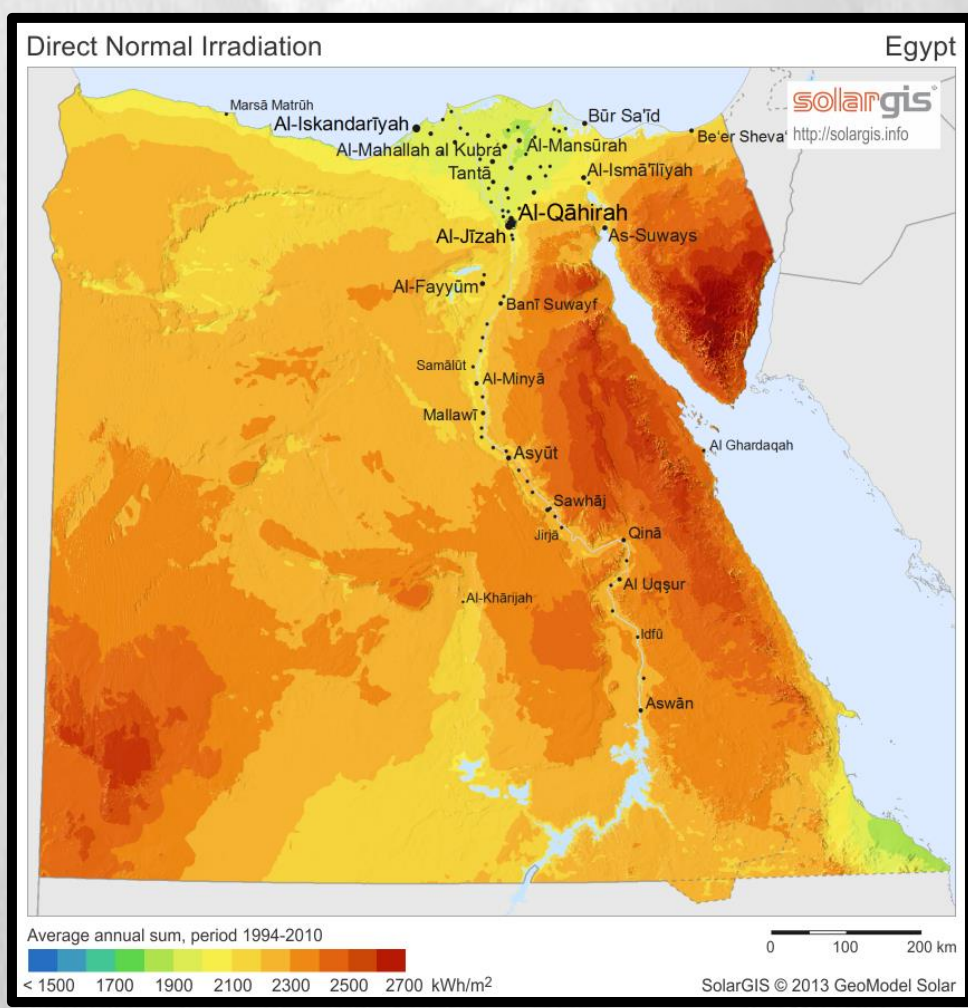 Direct Normal Irradiation
Egypt
solargis
http://solargis.info
Marsā Matrūh
Al-Iskandarīyah
Būr Sa'īd
Be'er Sheva'
Al-Mahallah al Kubrá
Al-Mansūrah
Tantā
Al-Ismā'īlīyah
Al-Qāhirah
Al-Jīzah
As-Suways
Al-Fayyūm
Banī Suwayf
Samālūt
Al-Minyā
Mallawī
Al Ghardaqah
Asyūt
Sawhāj
Jirjā
Qinā
Al Uqşur
Al-Khārijah
Idfū
Aswān
Average annual sum, period 1994-2010
< 1500 1700 1900 2100 2300 2500 2700 kWh/m²
0 100 200 km
SolarGIS © 2013 GeoModel Solar